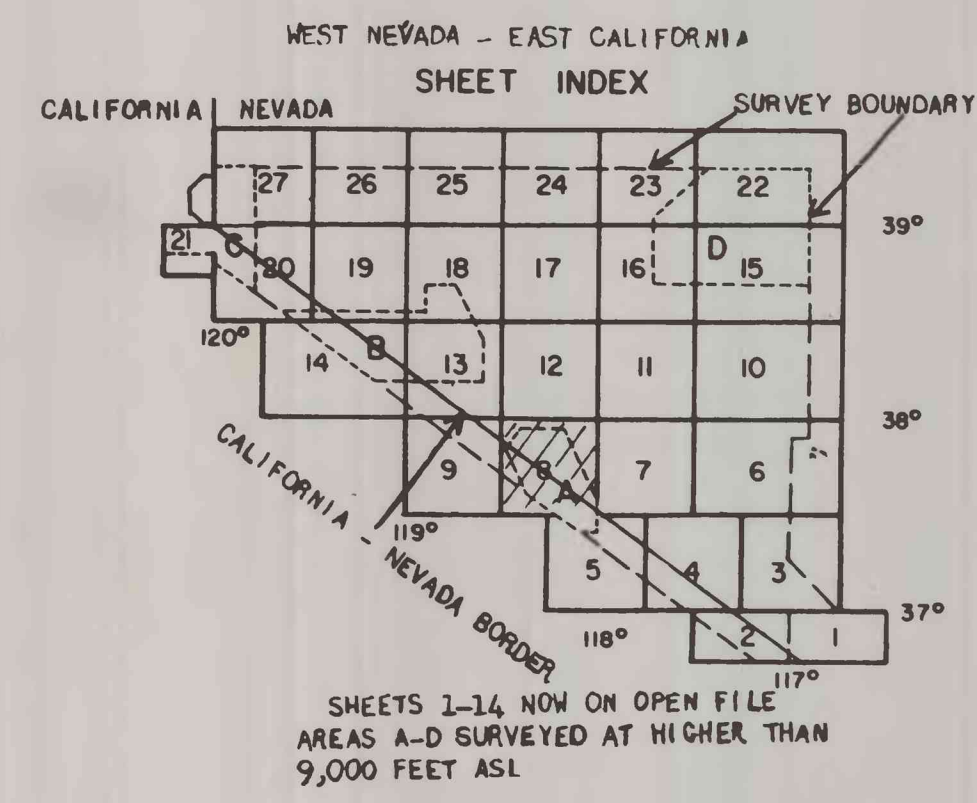 WEST NEVADA - EAST CALIFORNIA
SHEET INDEX
CALIFORNIA NEVADA
SURVEY BOUNDARY
27 26 25 24 23 22
39°
21 C 20 19 18 17 16 D 15
120°
14 B 13 12 11 10
38°
9 8 A 7 6
119°
CALIFORNIA - NEVADA BORDER
5 4 3
37°
118°
2 1
117°
SHEETS 1-14 NOW ON OPEN FILE
AREAS A-D SURVEYED AT HIGHER THAN
9,000 FEET ASL